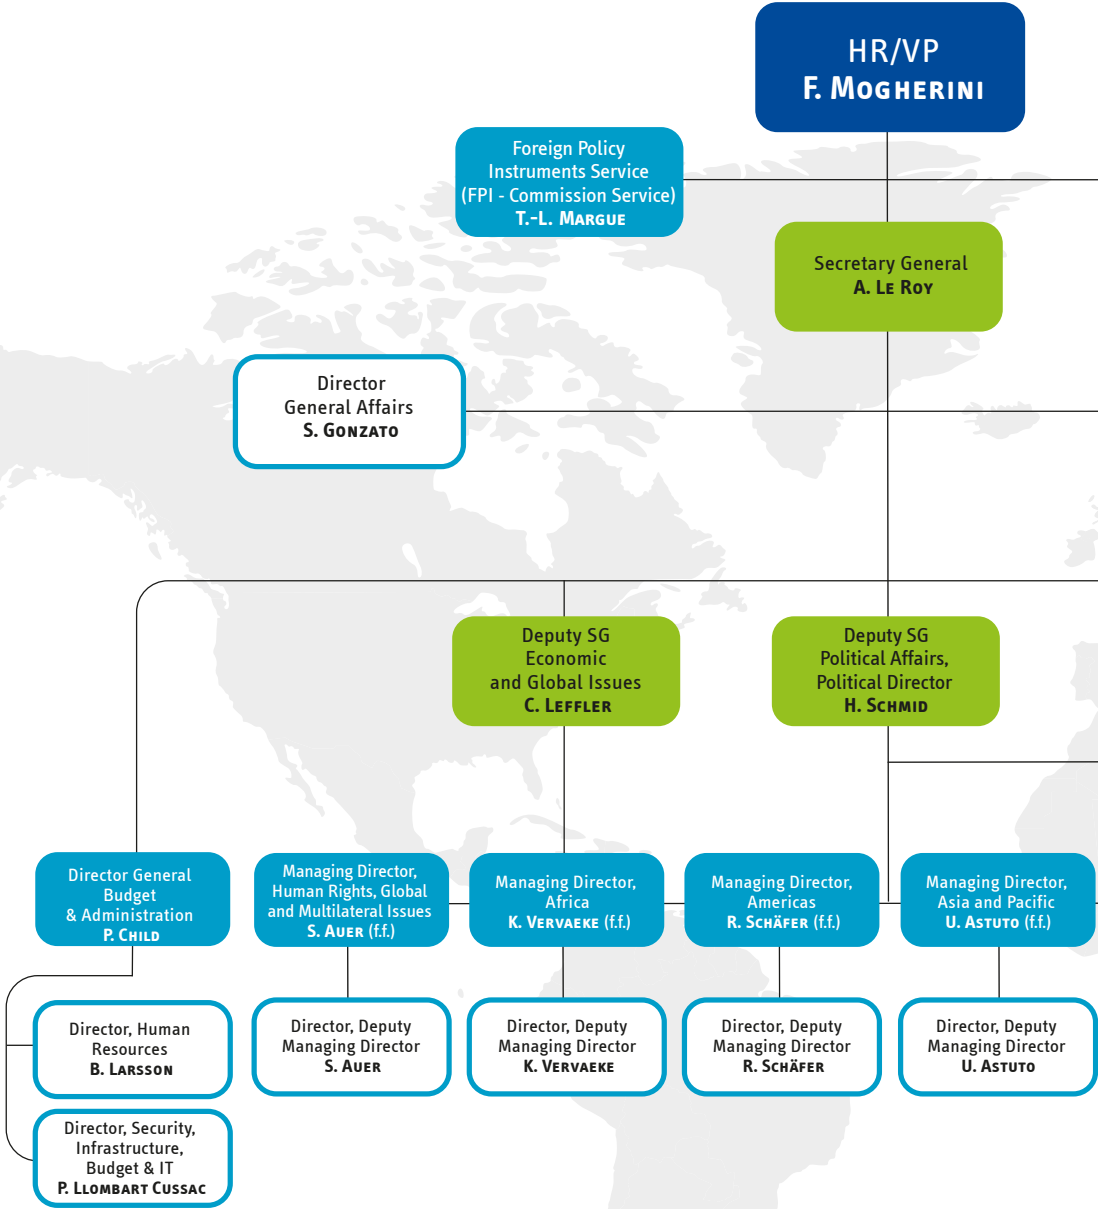 HR/VP
F. MOGHERINI
Foreign Policy
Instruments Service
(FPI - Commission Service)
T.-L. MARGUE
Secretary General
A. LE ROY
Director
General Affairs
S. GONZATO
Deputy SG
Economic
and Global Issues
C. LEFFLER
Deputy SG
Political Affairs,
Political Director
H. SCHMID
Director General
Budget
& Administration
P. CHILD
Managing Director,
Human Rights, Global
and Multilateral Issues
S. AUER (f.f.)
Managing Director,
Africa
K. VERVAEKE (f.f.)
Managing Director,
Americas
R. SCHÄFER (f.f.)
Managing Director,
Asia and Pacific
U. ASTUTO (f.f.)
Director, Human
Resources
B. LARSSON
Director, Deputy
Managing Director
S. AUER
Director, Deputy
Managing Director
K. VERVAEKE
Director, Deputy
Managing Director
R. SCHÄFER
Director, Deputy
Managing Director
U. ASTUTO
Director, Security,
Infrastructure,
Budget & IT
P. LLOMBART CUSSAC